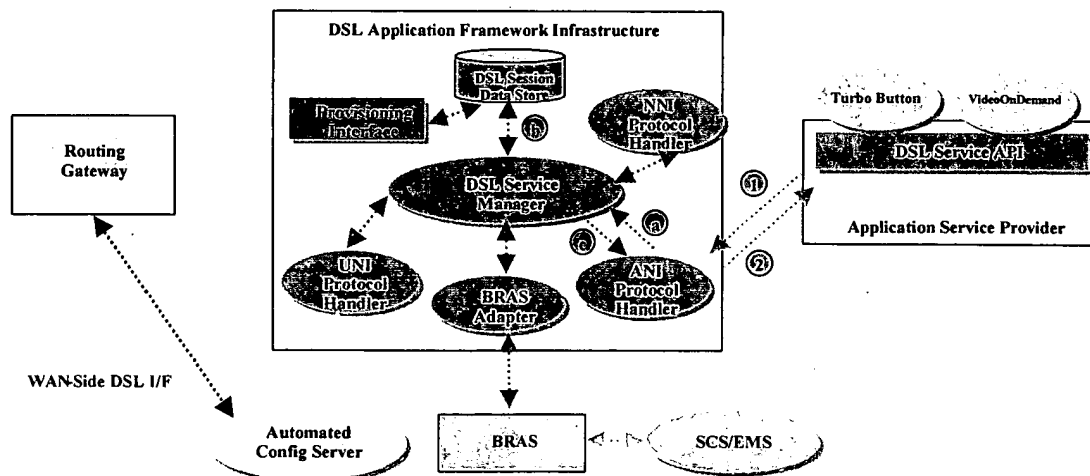 DSL Application Framework Infrastructure
DSL Session
Data Store
Provisioning
Interface
b
NNI
Protocol
Handler
Turbo Button
VideoOnDemand
DSL Service API
Application Service Provider
Routing
Gateway
DSL Service
Manager
1
2
a
c
UNI
Protocol
Handler
BRAS
Adapter
ANI
Protocol
Handler
WAN-Side DSL I/F
Automated
Config Server
BRAS
SCS/EMS